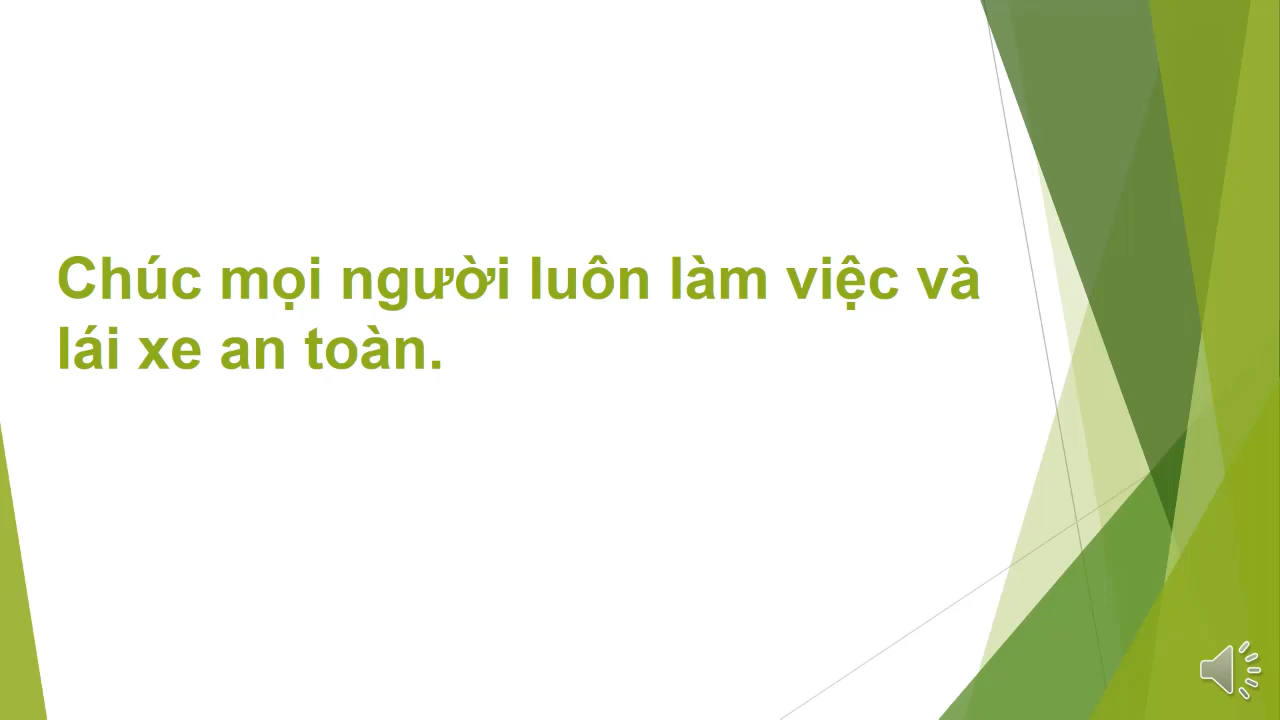 Chúc mọi người luôn làm việc và
lái xe an toàn.